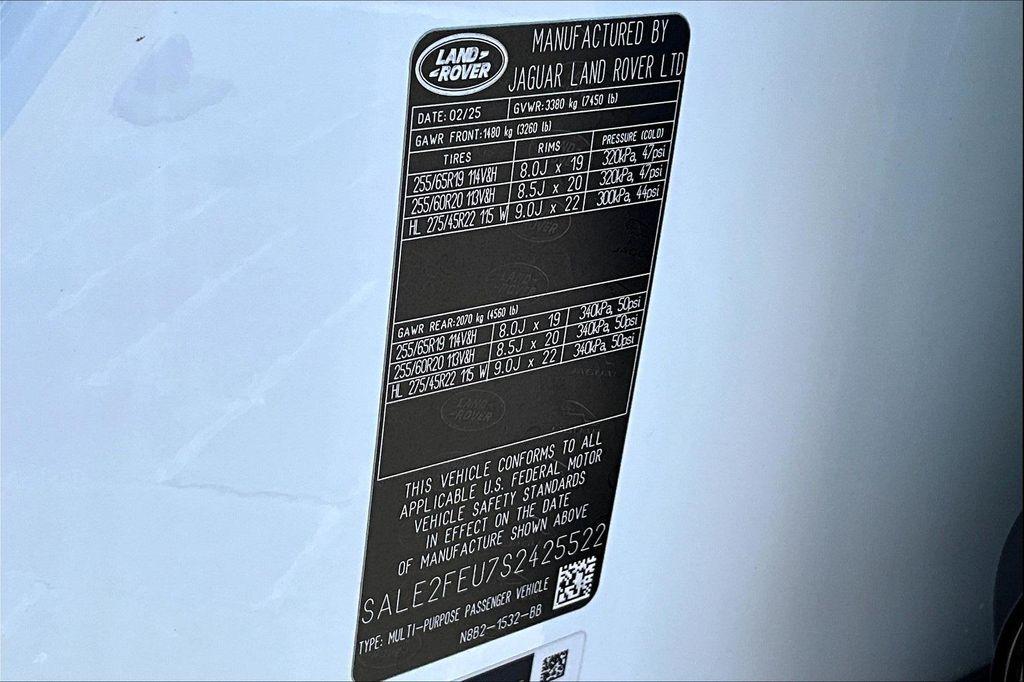 LAND-
-ROVER
MANUFACTURED BY
JAGUAR LAND ROVER LTD
DATE: 02/25 GVWR: 3380 kg (7450 lb)
GAWR FRONT: 1480 kg (3260 lb)
TIRES RIMS PRESSURE (COLD)
255/65R19 114V&H 8.0J x 19 320kPa, 47psi
255/60R20 113V&H 8.5J x 20 320kPa, 47psi
HL 275/45R22 115 W 9.0J x 22 300kPa 44psi
GAWR REAR: 2070 kg (4560 lb)
255/65R19 114V&H 8.0J x 19 340kPa, 50psi
255/60R20 113V&H 8.5J x 20 340kPa, 50psi
HL 275/45R22 115 W 9.0J x 22 340kPa, 50psi
THIS VEHICLE CONFORMS TO ALL
APPLICABLE U.S. FEDERAL MOTOR
VEHICLE SAFETY STANDARDS
IN EFFECT ON THE DATE
OF MANUFACTURE SHOWN ABOVE
SALE2FEU7S2425522
TYPE: MULTI-PURPOSE PASSENGER VEHICLE
N8B2-1532-BB